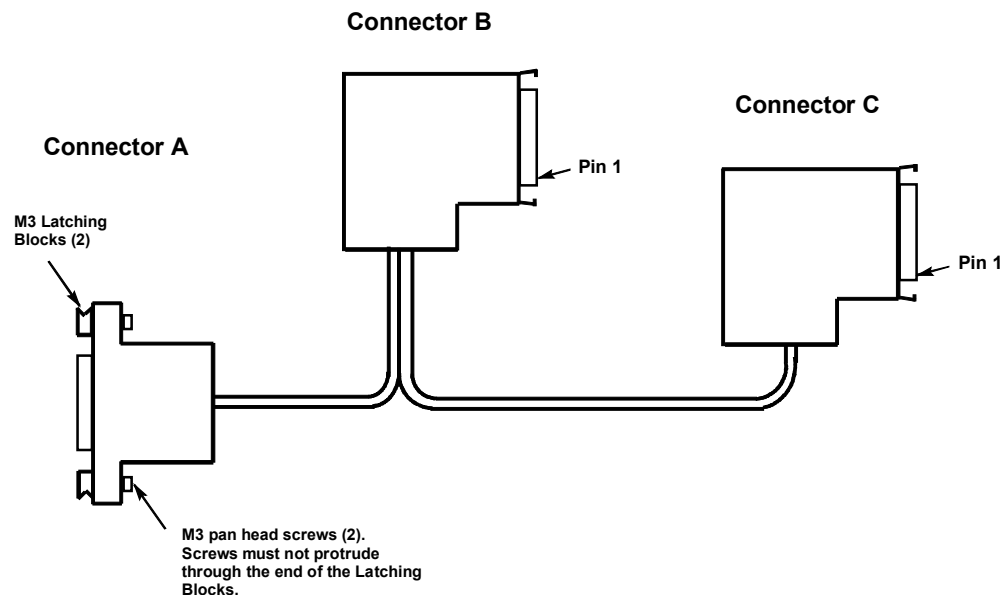 Connector B
Connector C
Connector A
Pin 1
M3 Latching
Blocks (2)
Pin 1
M3 pan head screws (2).
Screws must not protrude
through the end of the Latching
Blocks.